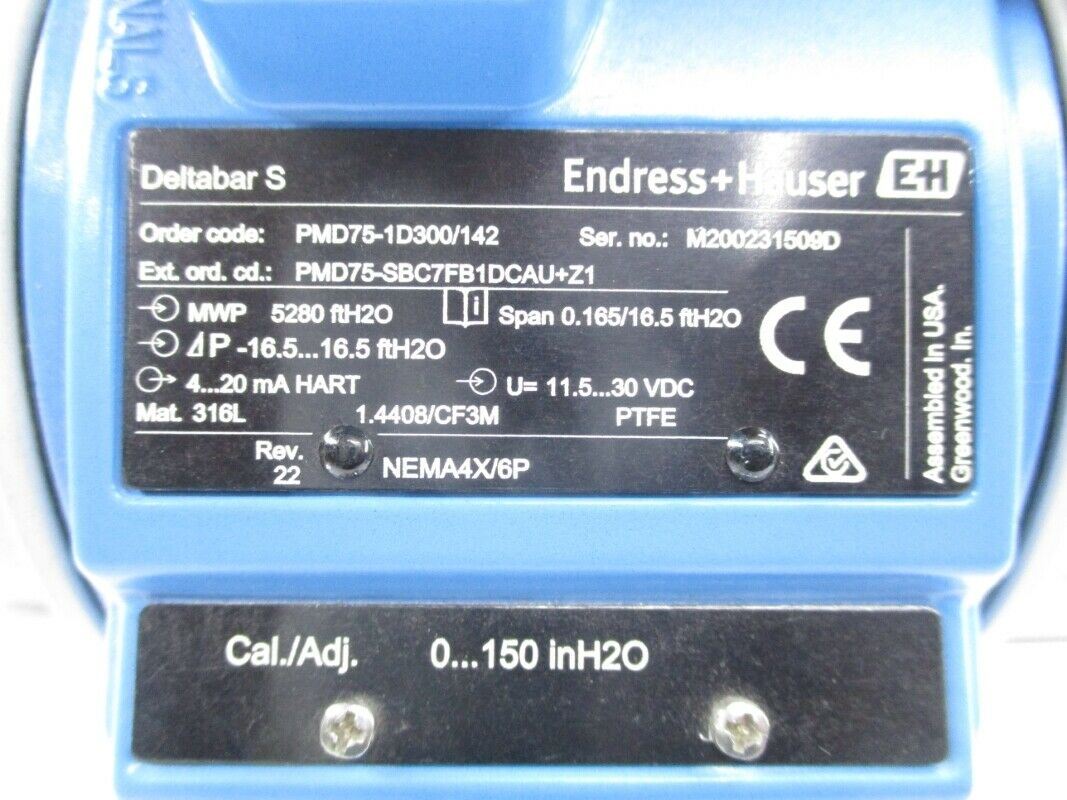 Deltabar S Endress+Hauser EH
Order code: PMD75-1D300/142 Ser. no.: M200231509D
Ext. ord. cd.: PMD75-SBC7FB1DCAU+Z1
MWP 5280 ftH2O i Span 0.165/16.5 ftH2O CE
⊿P -16.5...16.5 ftH2O
4...20 mA HART U= 11.5...30 VDC
Mat. 316L 1.4408/CF3M PTFE
Rev.
22 NEMA4X/6P
Assembled in USA.
Greenwood. In.
Cal./Adj. 0...150 inH2O